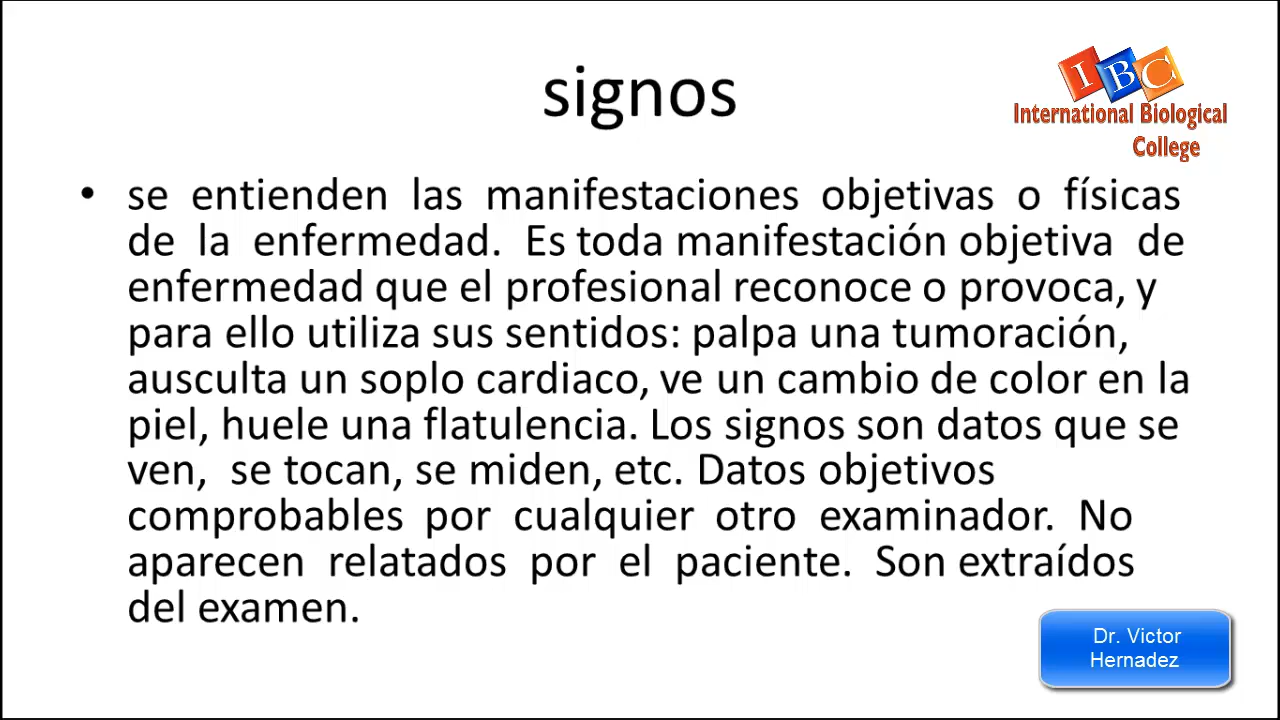 signos
IBC
International Biological
College
• se entienden las manifestaciones objetivas o físicas
de la enfermedad. Es toda manifestación objetiva de
enfermedad que el profesional reconoce o provoca, y
para ello utiliza sus sentidos: palpa una tumoración,
ausculta un soplo cardiaco, ve un cambio de color en la
piel, huele una flatulencia. Los signos son datos que se
ven, se tocan, se miden, etc. Datos objetivos
comprobables por cualquier otro examinador. No
aparecen relatados por el paciente. Son extraídos
del examen.
Dr. Victor
Hernadez